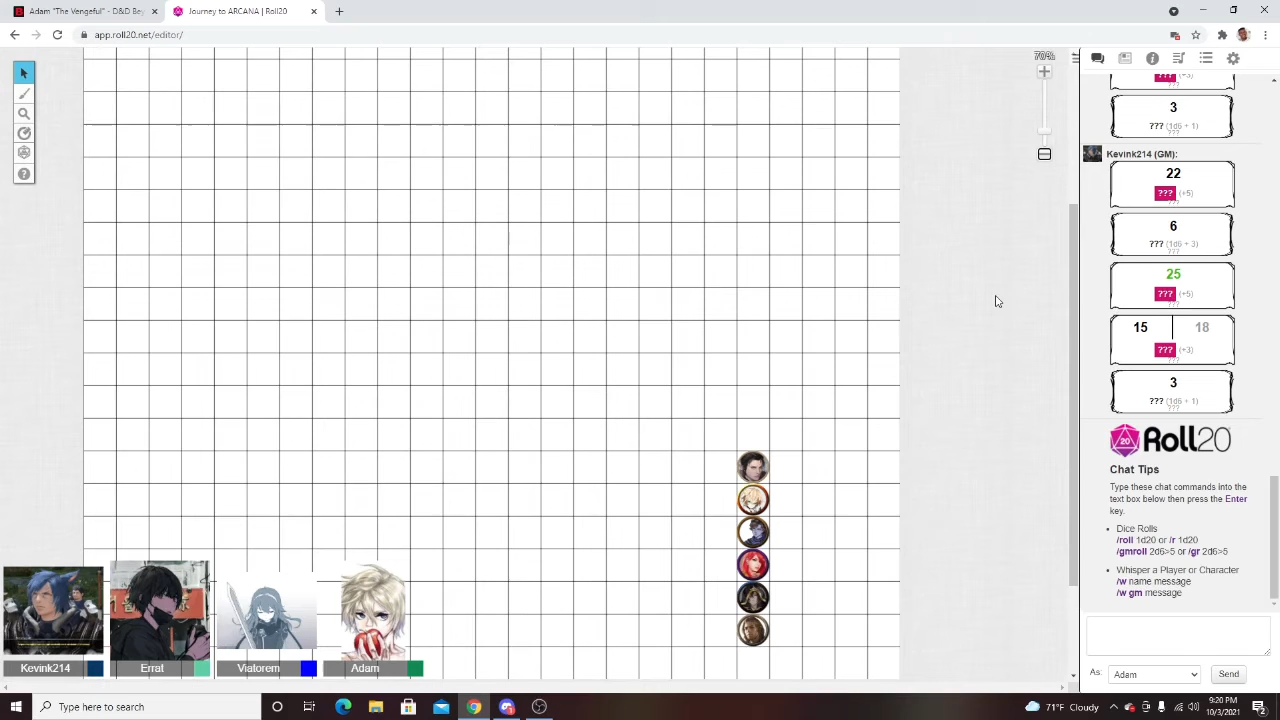 Adam "The Vengeful" - D&D Bey
Journey to ARCANA | Roll20
app.roll20.net/editor/
70%
??? (+3)
???
3
??? (1d6 + 1)
???
Kevink214 (GM):
22
??? (+5)
???
6
??? (1d6 + 3)
???
25
??? (+5)
???
15 18
??? (+3)
???
3
??? (1d6 + 1)
???
20 Roll20
Chat Tips
Type these chat commands into the
text box below then press the Enter
key.
Dice Rolls
/roll 1d20 or /r 1d20
/gmroll 2d6>5 or /gr 2d6>5
Whisper a Player or Character
/w name message
/w gm message
Kevink214
Errat
Viatorem
Adam
As: Adam Send
Type here to search
71°F Cloudy
9:20 PM
10/3/2021
2